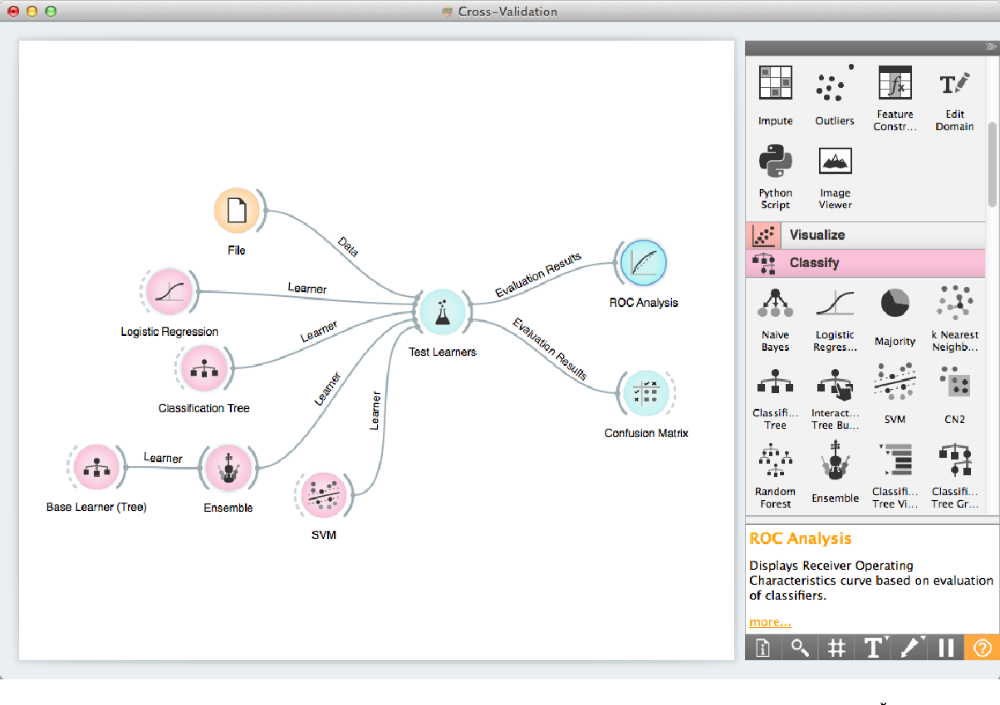 Cross-Validation
File
Data
Logistic Regression
Learner
Classification Tree
Learner
Base Learner (Tree)
Learner
Ensemble
Learner
SVM
Learner
Test Learners
Evaluation Results
ROC Analysis
Evaluation Results
Confusion Matrix
Impute
Outliers
Feature
Constr...
Edit
Domain
Python
Script
Image
Viewer
Visualize
Classify
Naive
Bayes
Logistic
Regres...
Majority
k Nearest
Neighb...
Classifi...
Tree
Interact...
Tree Bu...
SVM
CN2
Random
Forest
Ensemble
Classifi...
Tree Vi...
Classifi...
Tree Gr...
ROC Analysis
Displays Receiver Operating
Characteristics curve based on evaluation
of classifiers.
more...